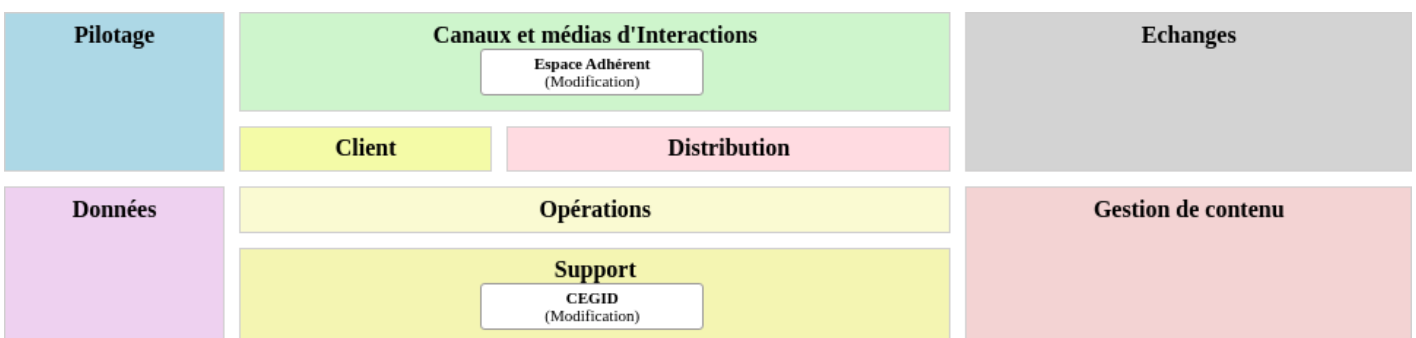 Pilotage
Canaux et médias d'Interactions
Espace Adhérent
(Modification)
Echanges
Client
Distribution
Données
Opérations
Gestion de contenu
Support
CEGID
(Modification)